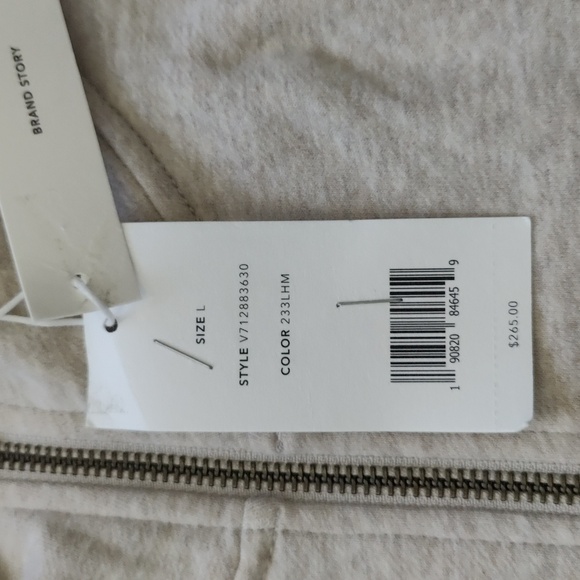 BRAND STORY
SIZE L
STYLE V712883630
COLOR 233LHM
1 90820 84645 9
$265.00